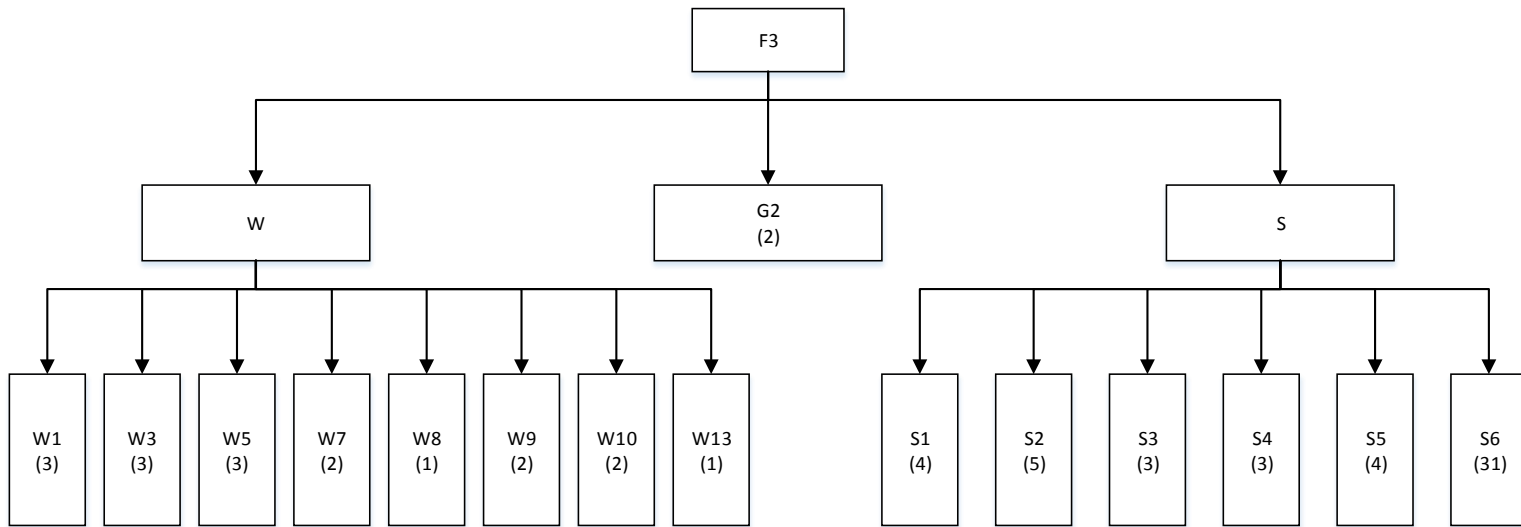 F3
W
G2
(2)
S
W1
(3)
W3
(3)
W5
(3)
W7
(2)
W8
(1)
W9
(2)
W10
(2)
W13
(1)
S1
(4)
S2
(5)
S3
(3)
S4
(3)
S5
(4)
S6
(31)